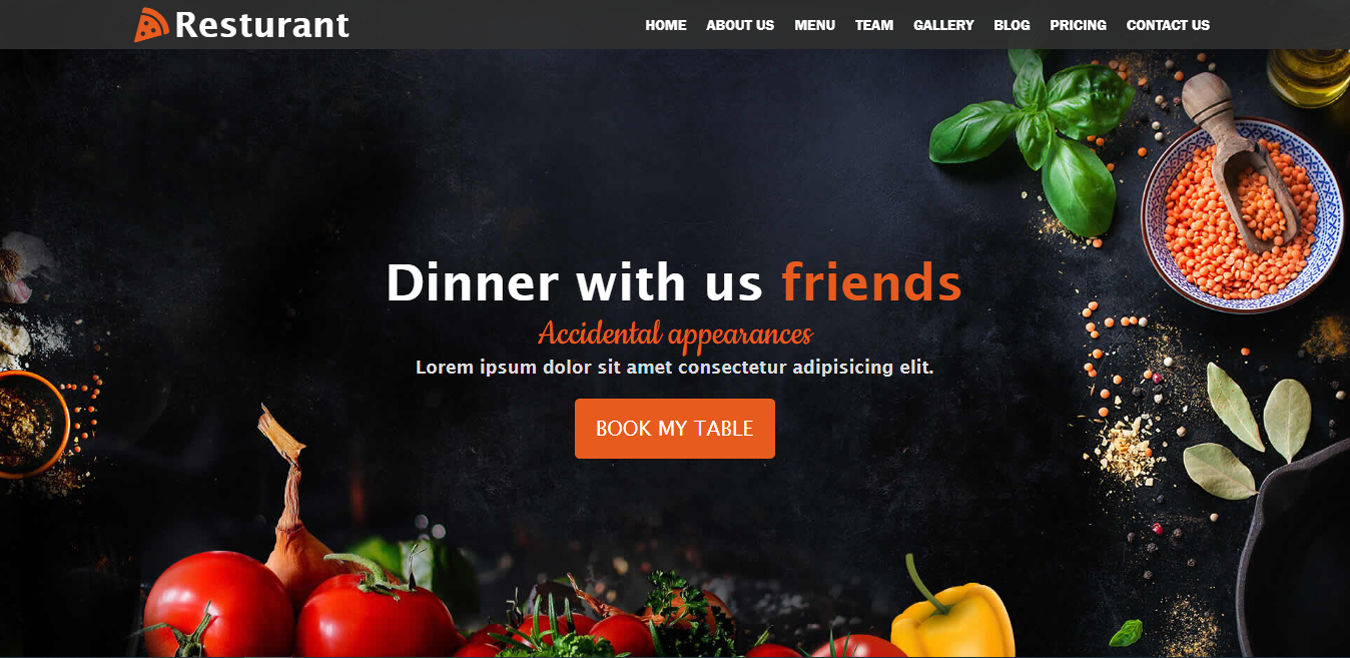 Resturant
HOME ABOUT US MENU TEAM GALLERY BLOG PRICING CONTACT US
Dinner with us friends
Accidental appearances
Lorem ipsum dolor sit amet consectetur adipisicing elit.
BOOK MY TABLE